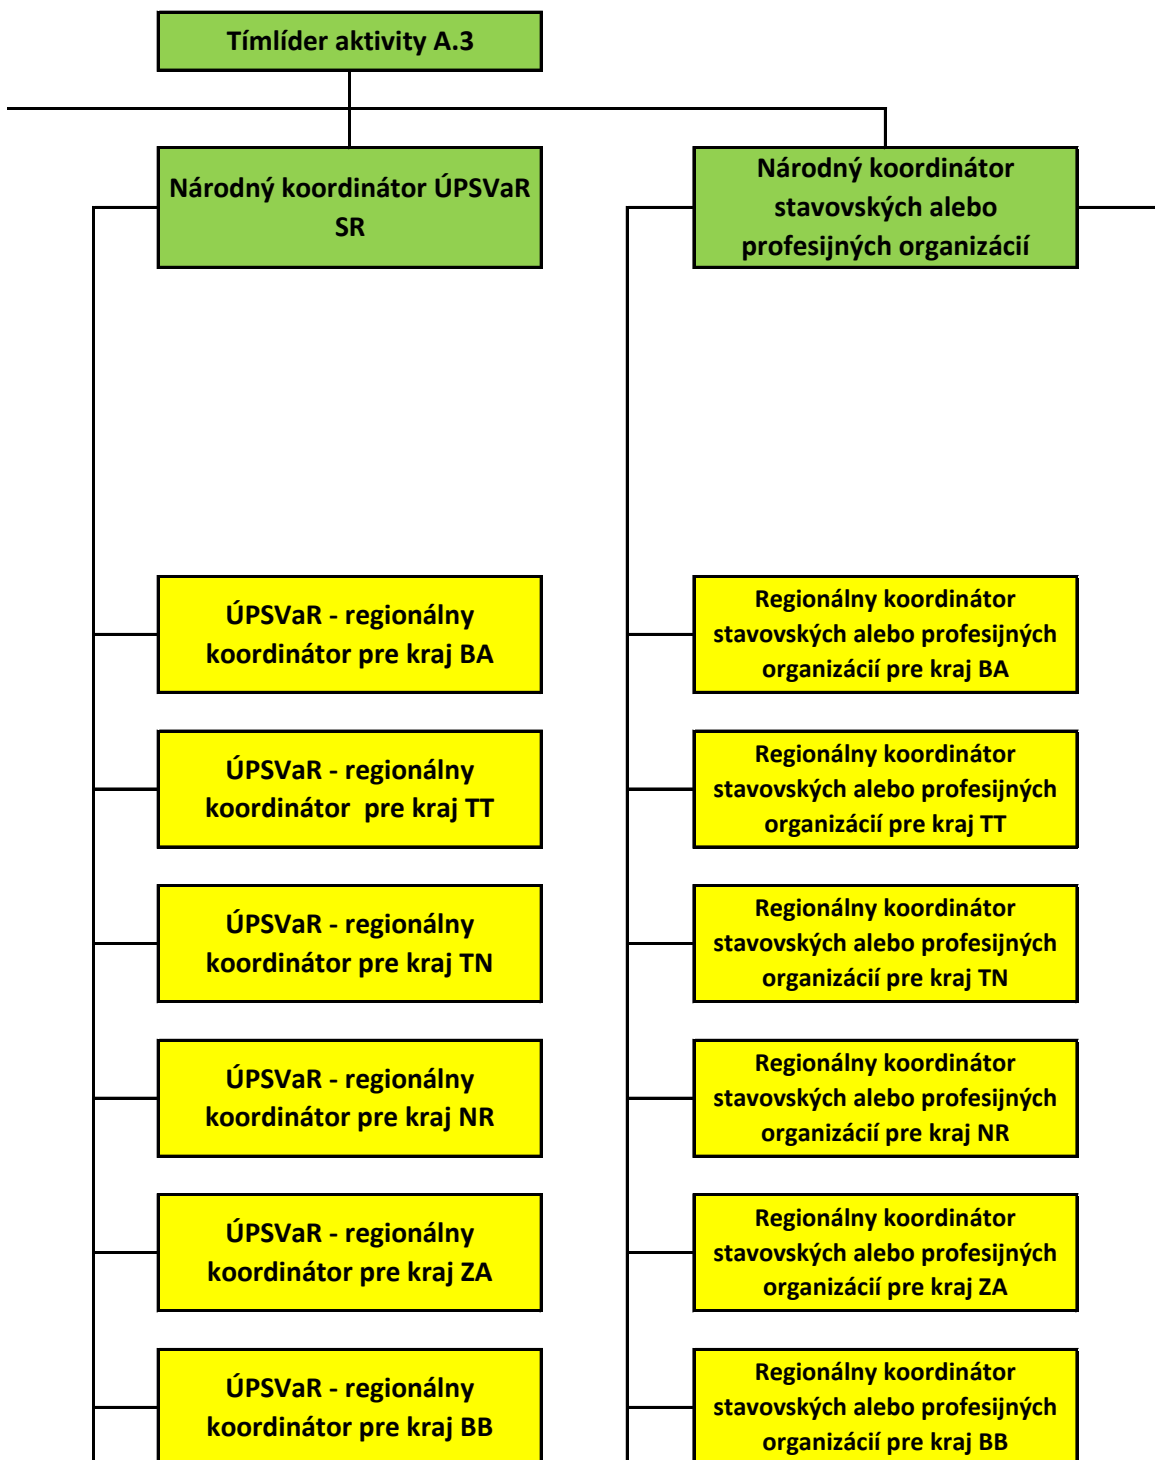 Tímlíder aktivity A.3
Národný koordinátor ÚPSVaR
SR
Národný koordinátor
stavovských alebo
profesijných organizácií
ÚPSVaR - regionálny
koordinátor pre kraj BA
Regionálny koordinátor
stavovských alebo profesijných
organizácií pre kraj BA
ÚPSVaR - regionálny
koordinátor  pre kraj TT
Regionálny koordinátor
stavovských alebo profesijných
organizácií pre kraj TT
ÚPSVaR - regionálny
koordinátor pre kraj TN
Regionálny koordinátor
stavovských alebo profesijných
organizácií pre kraj TN
ÚPSVaR - regionálny
koordinátor pre kraj NR
Regionálny koordinátor
stavovských alebo profesijných
organizácií pre kraj NR
ÚPSVaR - regionálny
koordinátor pre kraj ZA
Regionálny koordinátor
stavovských alebo profesijných
organizácií pre kraj ZA
ÚPSVaR - regionálny
koordinátor pre kraj BB
Regionálny koordinátor
stavovských alebo profesijných
organizácií pre kraj BB